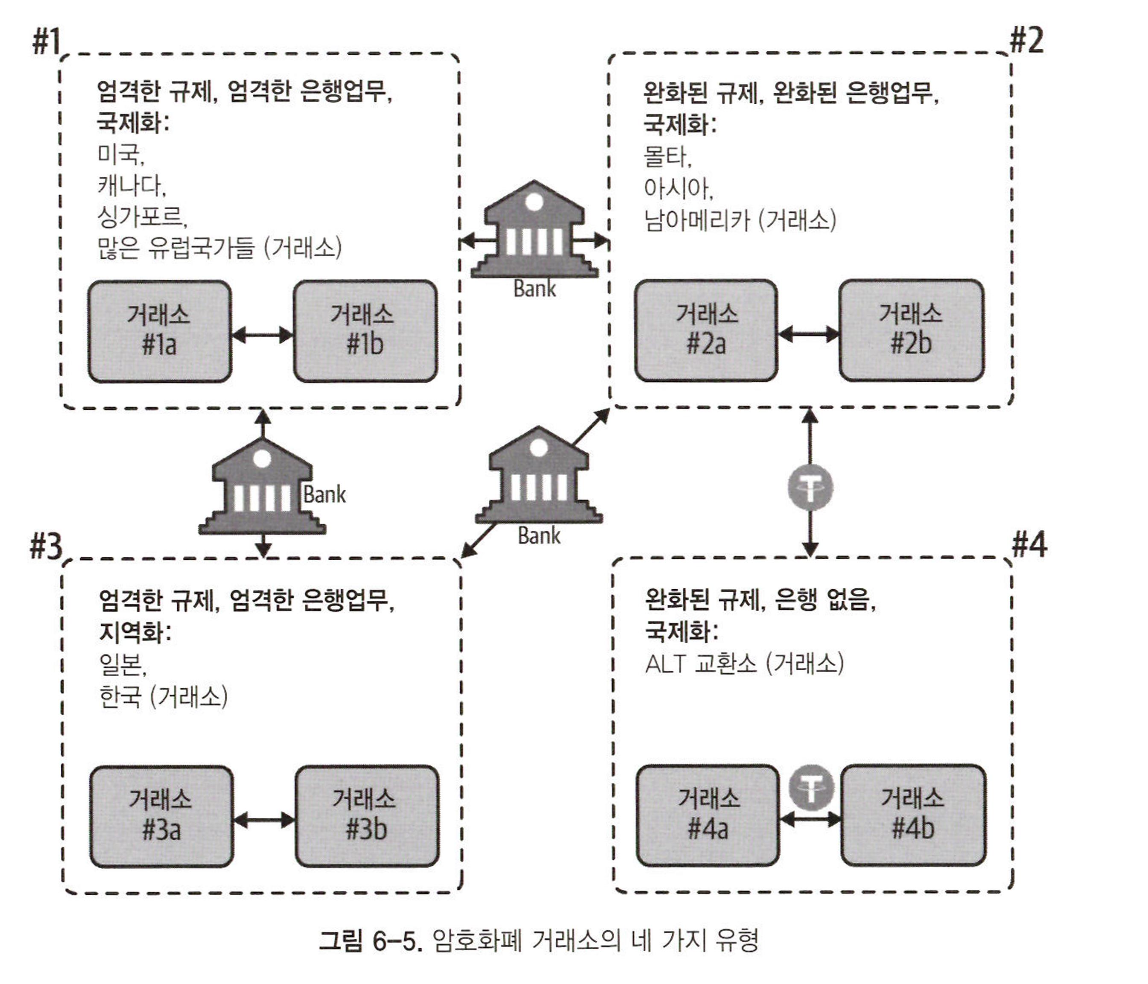 #1
엄격한 규제, 엄격한 은행업무,
국제화:
미국,
캐나다,
싱가포르,
많은 유럽국가들 (거래소)
거래소
#1a
거래소
#1b
Bank
#2
완화된 규제, 완화된 은행업무,
국제화:
몰타,
아시아,
남아메리카 (거래소)
거래소
#2a
거래소
#2b
Bank
Bank
#3
엄격한 규제, 엄격한 은행업무,
지역화:
일본,
한국 (거래소)
거래소
#3a
거래소
#3b
#4
완화된 규제, 은행 없음,
국제화:
ALT 교환소 (거래소)
거래소
#4a
거래소
#4b
그림 6-5. 암호화폐 거래소의 네 가지 유형